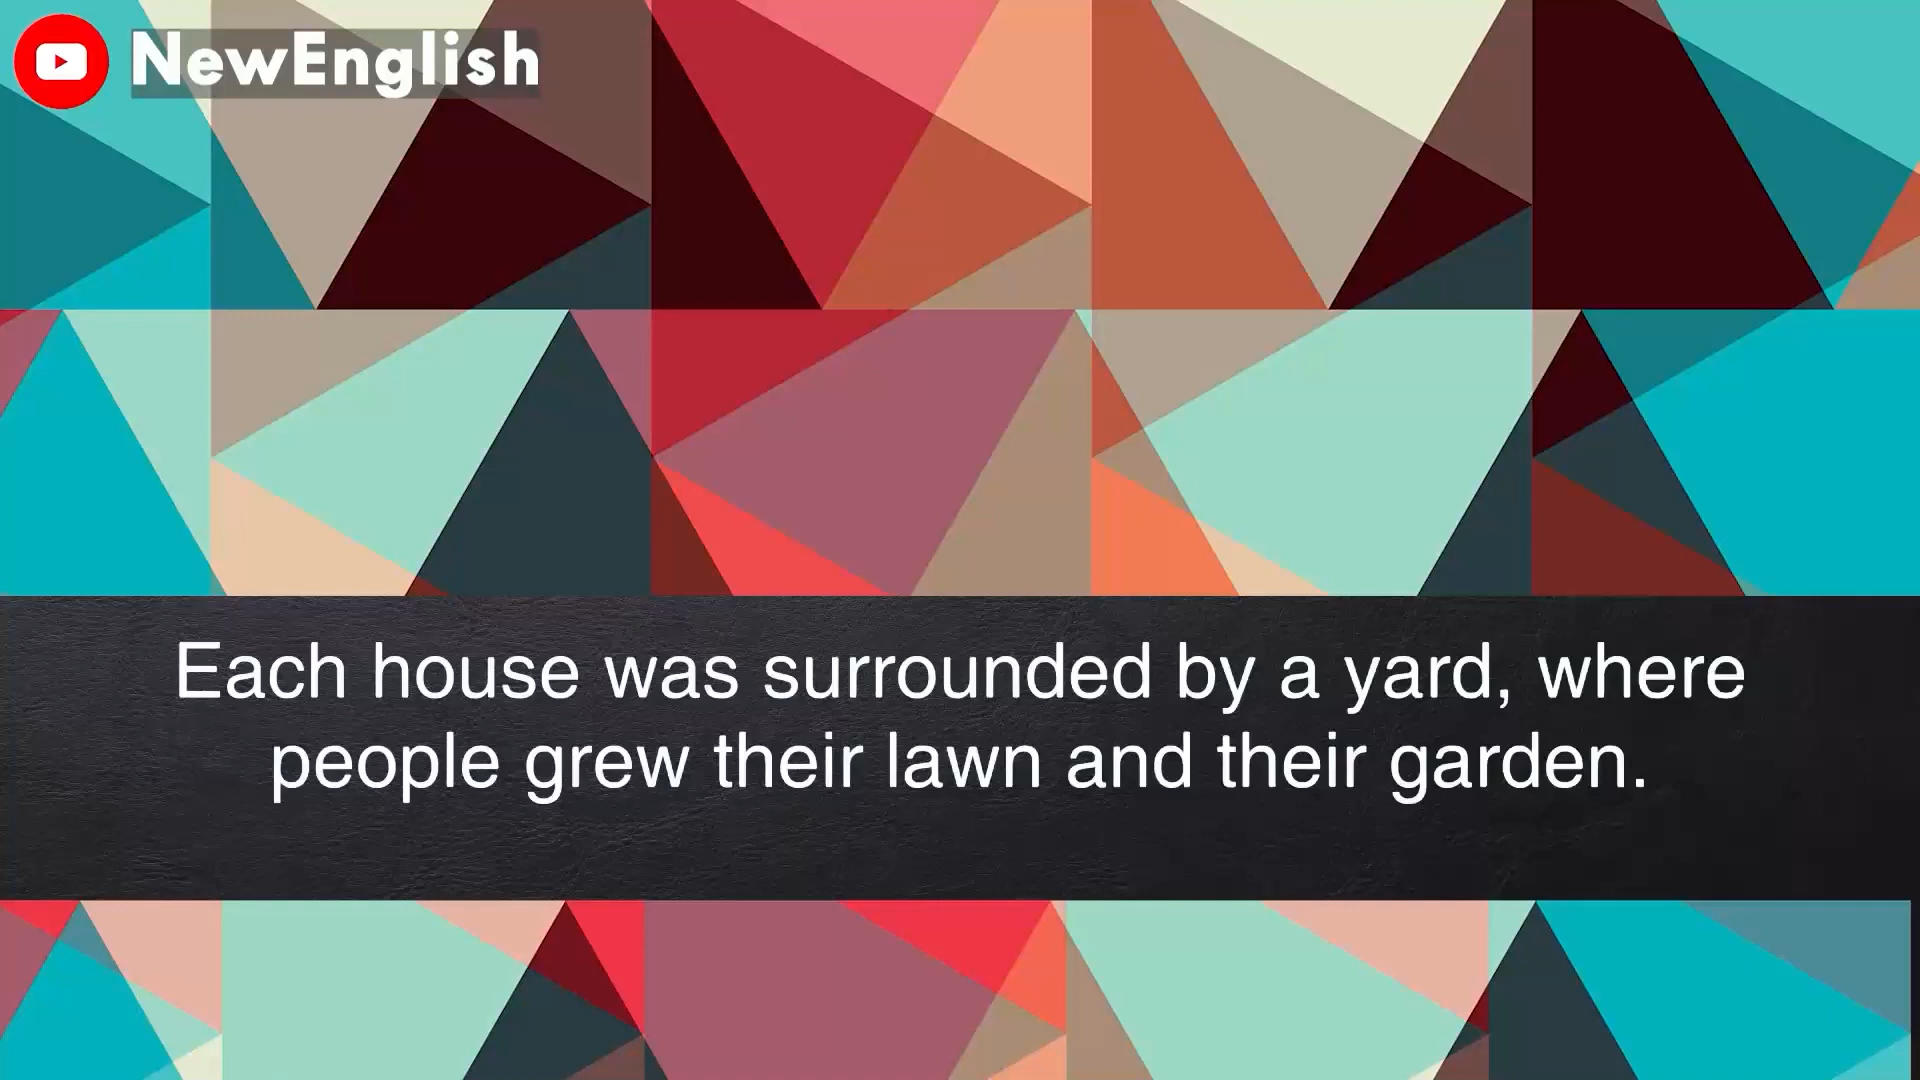 NewEnglish
Each house was surrounded by a yard, where
people grew their lawn and their garden.